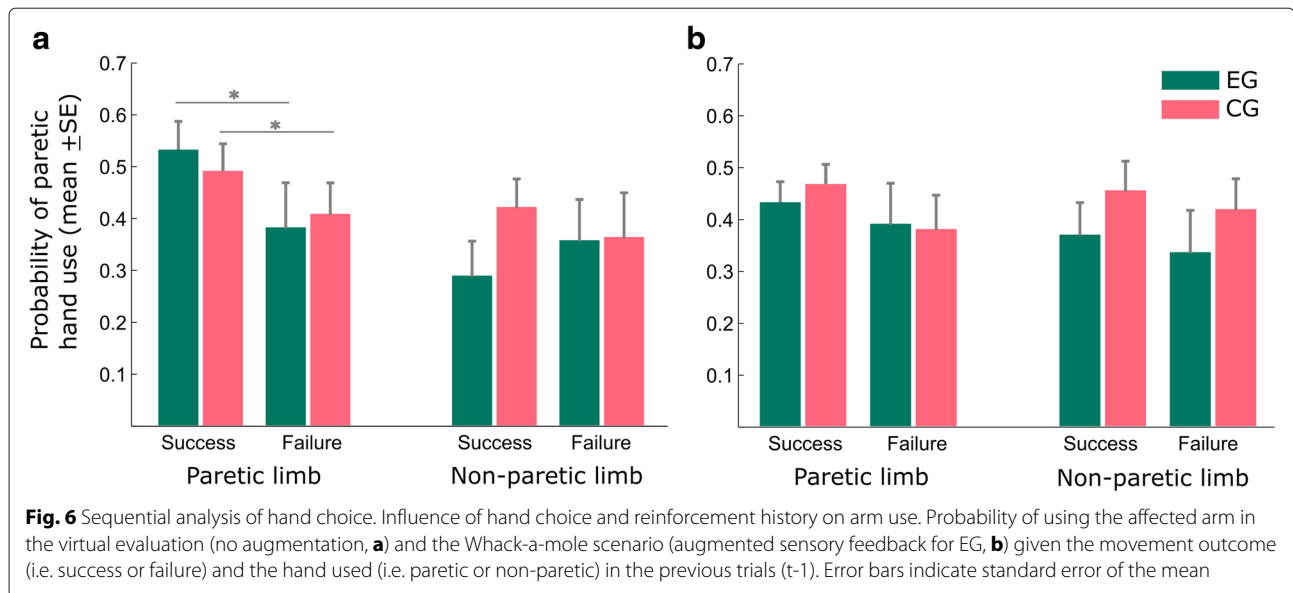 a
b
0.7
0.6
0.5
0.4
0.3
0.2
0.1
Probability of paretic
hand use (mean ±SE)
*
*
Success
Failure
Success
Failure
Paretic limb
Non-paretic limb
0.7
0.6
0.5
0.4
0.3
0.2
0.1
EG
CG
Success
Failure
Success
Failure
Paretic limb
Non-paretic limb
Fig. 6 Sequential analysis of hand choice. Influence of hand choice and reinforcement history on arm use. Probability of using the affected arm in
the virtual evaluation (no augmentation, a) and the Whack-a-mole scenario (augmented sensory feedback for EG, b) given the movement outcome
(i.e. success or failure) and the hand used (i.e. paretic or non-paretic) in the previous trials (t-1). Error bars indicate standard error of the mean